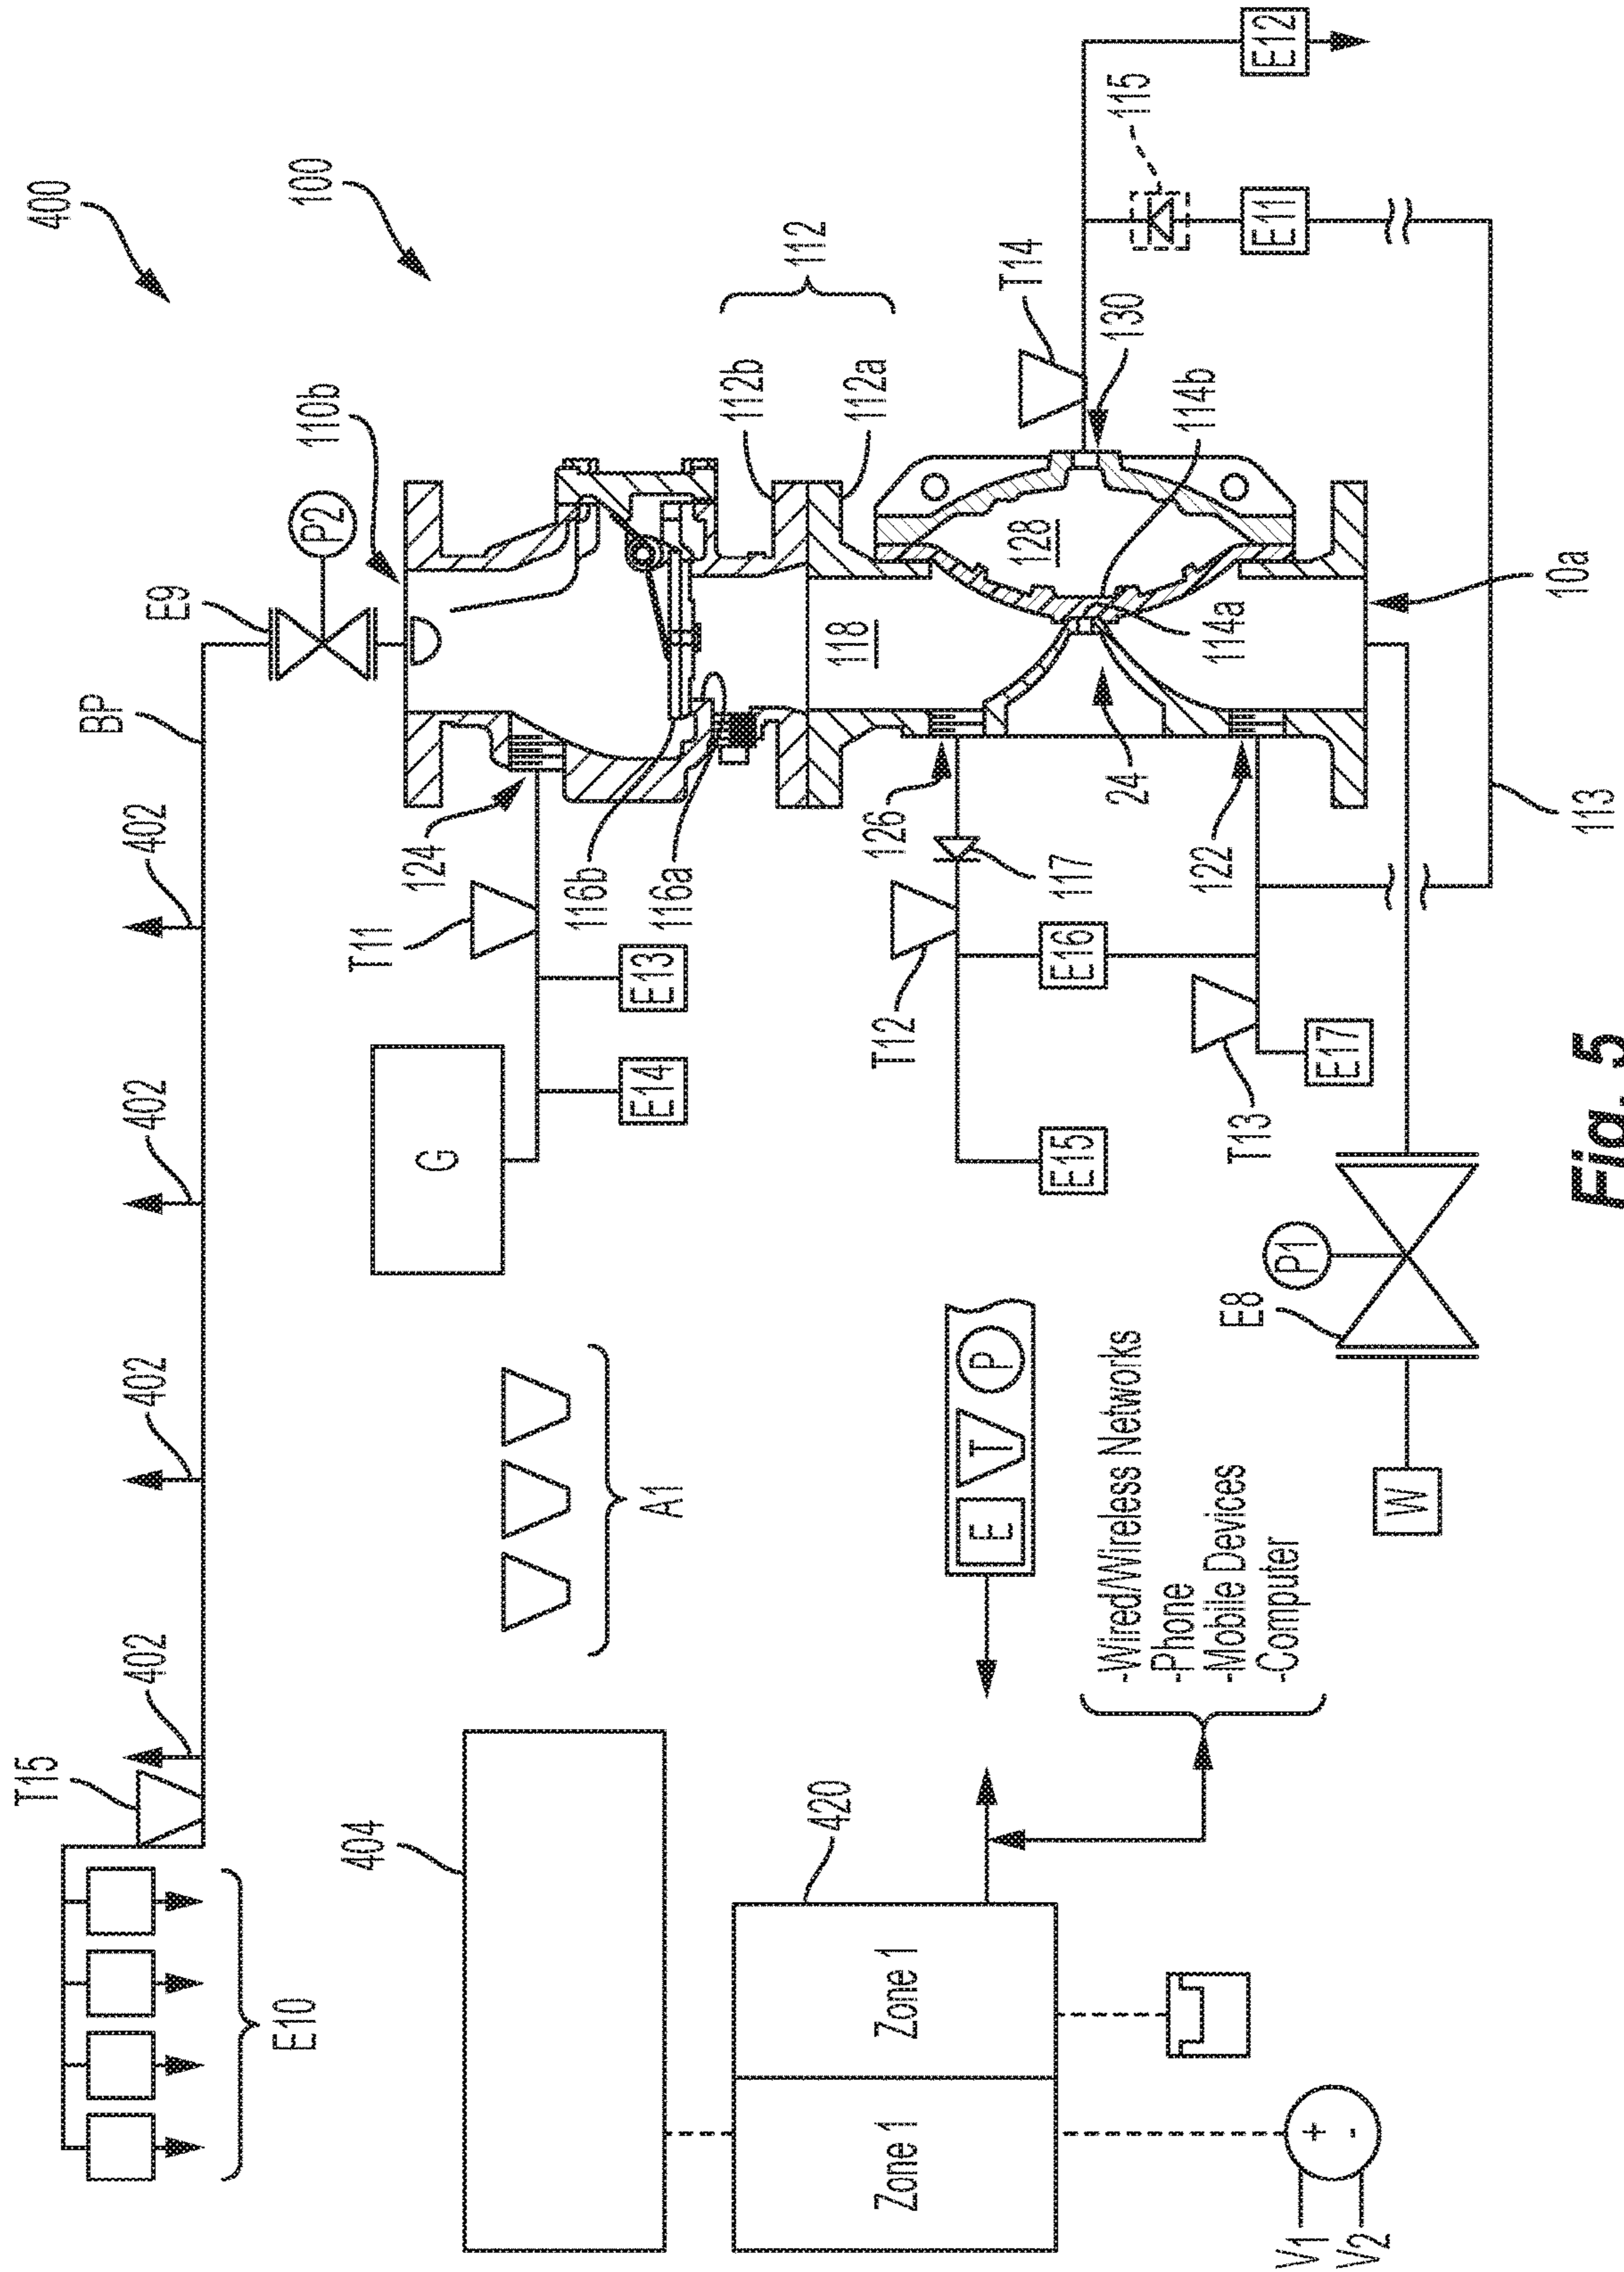 400
100
T15
402
402
402
402
BP
E9
P2
110b
E10
404
G
T11
124
E13
E14
116b
116a
112b
112a
112
118
128
T14
130
114b
114a
115
E11
E12
10a
113
24
126
117
122
T12
E16
E15
T13
E17
A1
E
T
P
-Wired/Wireless Networks
-Phone
-Mobile Devices
-Computer
420
Zone 1
Zone 1
+
-
V1
V2
P1
E8
W
Fig. 5